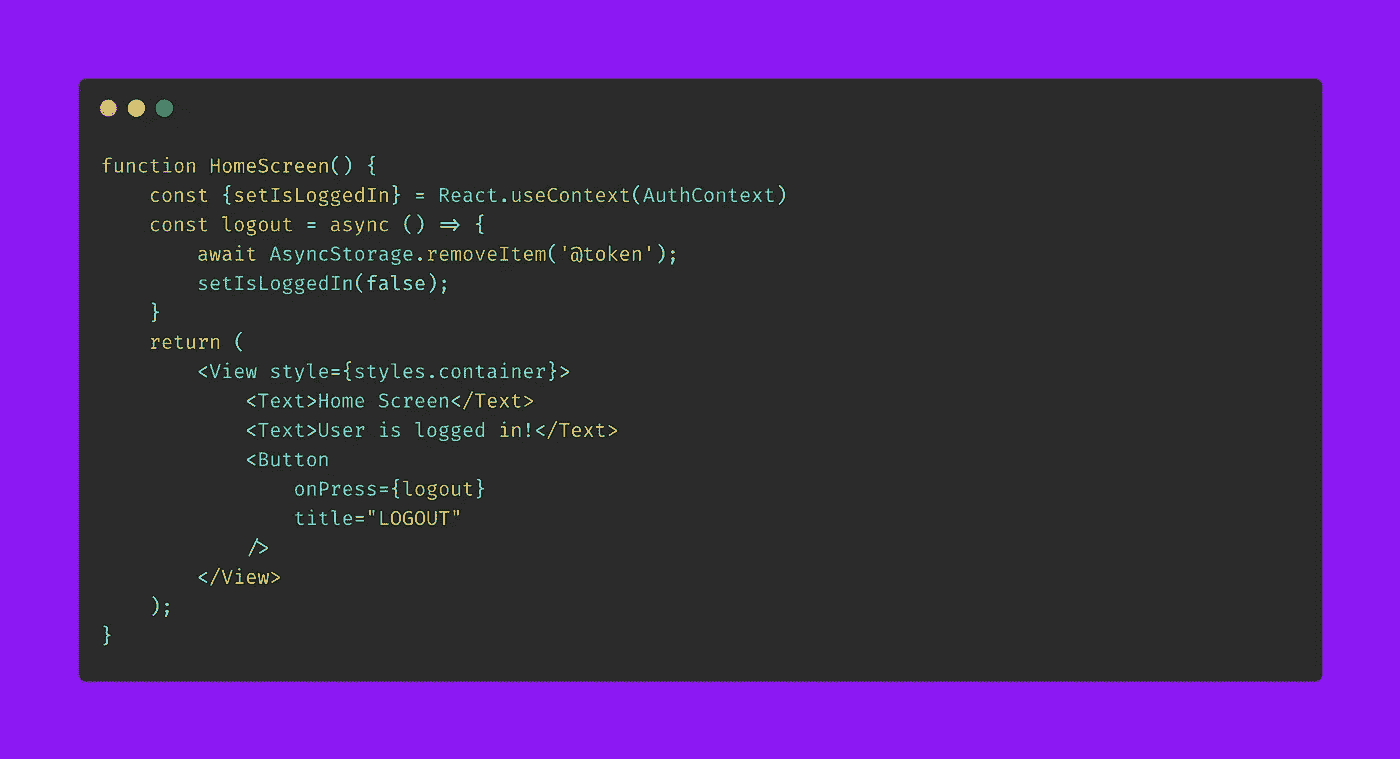 function HomeScreen() {
    const {setIsLoggedIn} = React.useContext(AuthContext)
    const logout = async () => {
        await AsyncStorage.removeItem('@token');
        setIsLoggedIn(false);
    }
    return (
        <View style={styles.container}>
            <Text>Home Screen</Text>
            <Text>User is logged in!</Text>
            <Button
                onPress={logout}
                title="LOGOUT"
            />
        </View>
    );
}